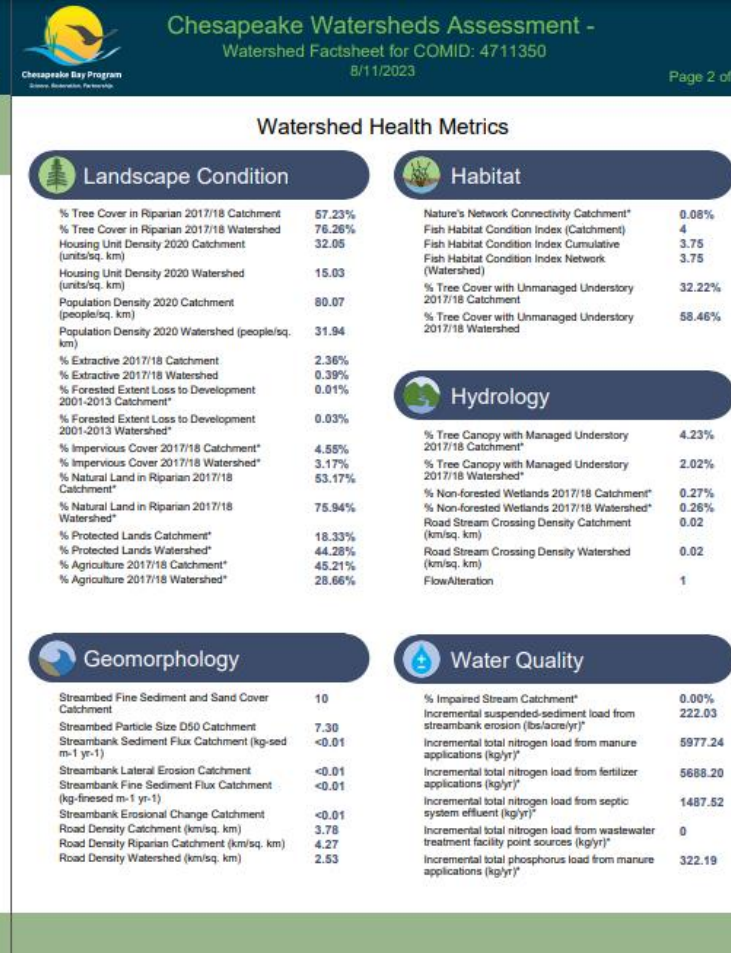 Chesapeake Watersheds Assessment -
Watershed Factsheet for COMID: 4711350
8/11/2023
Page 2 of
Chesapeake Bay Program
Science. Restoration. Partnership.
Watershed Health Metrics
Landscape Condition
% Tree Cover in Riparian 2017/18 Catchment 57.23%
% Tree Cover in Riparian 2017/18 Watershed 76.26%
Housing Unit Density 2020 Catchment 32.05
(units/sq. km)
Housing Unit Density 2020 Watershed 15.03
(units/sq. km)
Population Density 2020 Catchment 80.07
(people/sq. km)
Population Density 2020 Watershed (people/sq. 31.94
km)
% Extractive 2017/18 Catchment 2.36%
% Extractive 2017/18 Watershed 0.39%
% Forested Extent Loss to Development 0.01%
2001-2013 Catchment*
% Forested Extent Loss to Development 0.03%
2001-2013 Watershed*
% Impervious Cover 2017/18 Catchment* 4.55%
% Impervious Cover 2017/18 Watershed* 3.17%
% Natural Land in Riparian 2017/18 53.17%
Catchment*
% Natural Land in Riparian 2017/18 75.94%
Watershed*
% Protected Lands Catchment* 18.33%
% Protected Lands Watershed* 44.28%
% Agriculture 2017/18 Catchment* 45.21%
% Agriculture 2017/18 Watershed* 28.66%
Habitat
Nature's Network Connectivity Catchment* 0.08%
Fish Habitat Condition Index (Catchment) 4
Fish Habitat Condition Index Cumulative 3.75
Fish Habitat Condition Index Network 3.75
(Watershed)
% Tree Cover with Unmanaged Understory 32.22%
2017/18 Catchment
% Tree Cover with Unmanaged Understory 58.46%
2017/18 Watershed
Hydrology
% Tree Canopy with Managed Understory 4.23%
2017/18 Catchment*
% Tree Canopy with Managed Understory 2.02%
2017/18 Watershed*
% Non-forested Wetlands 2017/18 Catchment* 0.27%
% Non-forested Wetlands 2017/18 Watershed* 0.26%
Road Stream Crossing Density Catchment 0.02
(km/sq. km)
Road Stream Crossing Density Watershed 0.02
(km/sq. km)
FlowAlteration 1
Geomorphology
Streambed Fine Sediment and Sand Cover 10
Catchment
Streambed Particle Size D50 Catchment 7.30
Streambank Sediment Flux Catchment (kg-sed <0.01
m-1 yr-1)
Streambank Lateral Erosion Catchment <0.01
Streambank Fine Sediment Flux Catchment <0.01
(kg-finesed m-1 yr-1)
Streambank Erosional Change Catchment <0.01
Road Density Catchment (km/sq. km) 3.78
Road Density Riparian Catchment (km/sq. km) 4.27
Road Density Watershed (km/sq. km) 2.53
Water Quality
% Impaired Stream Catchment* 0.00%
Incremental suspended-sediment load from 222.03
streambank erosion (lbs/acre/yr)*
Incremental total nitrogen load from manure 5977.24
applications (kg/yr)*
Incremental total nitrogen load from fertilizer 5688.20
applications (kg/yr)*
Incremental total nitrogen load from septic 1487.52
system effluent (kg/yr)*
Incremental total nitrogen load from wastewater 0
treatment facility point sources (kg/yr)*
Incremental total phosphorus load from manure 322.19
applications (kg/yr)*